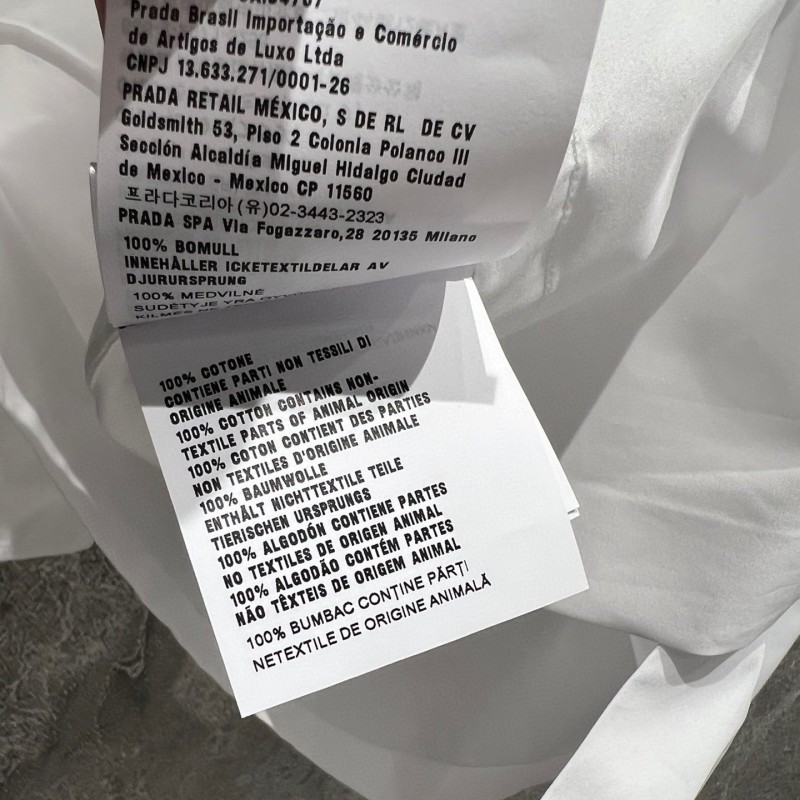 Prada Brasil Importação e Comércio
de Artigos de Luxo Ltda
CNPJ 13.633.271/0001-26
PRADA RETAIL MÉXICO, S DE RL DE CV
Goldsmith 53, Piso 2 Colonia Polanco III
Sección Alcaldía Miguel Hidalgo Ciudad
de Mexico - Mexico CP 11560
프라다코리아(유)02-3443-2323
PRADA SPA Via Fogazzaro,28 20135 Milano
100% BOMULL
INNEHÅLLER ICKETEXTILDELAR AV
DJURURSPRUNG
100% MEDVILNĖ
SUDĖTYJE YRA
100% COTONE
CONTIENE PARTI NON TESSILI DI
ORIGINE ANIMALE
100% COTTON CONTAINS NON-
TEXTILE PARTS OF ANIMAL ORIGIN
100% COTON CONTIENT DES PARTIES
NON TEXTILES D'ORIGINE ANIMALE
100% BAUMWOLLE
ENTHÄLT NICHTTEXTILE TEILE
TIERISCHEN URSPRUNGS
100% ALGODÓN CONTIENE PARTES
NO TEXTILES DE ORIGEN ANIMAL
100% ALGODÃO CONTÉM PARTES
NÃO TÊXTEIS DE ORIGEM ANIMAL
100% BUMBAC CONȚINE PĂRȚI
NETEXTILE DE ORIGINE ANIMALĂ